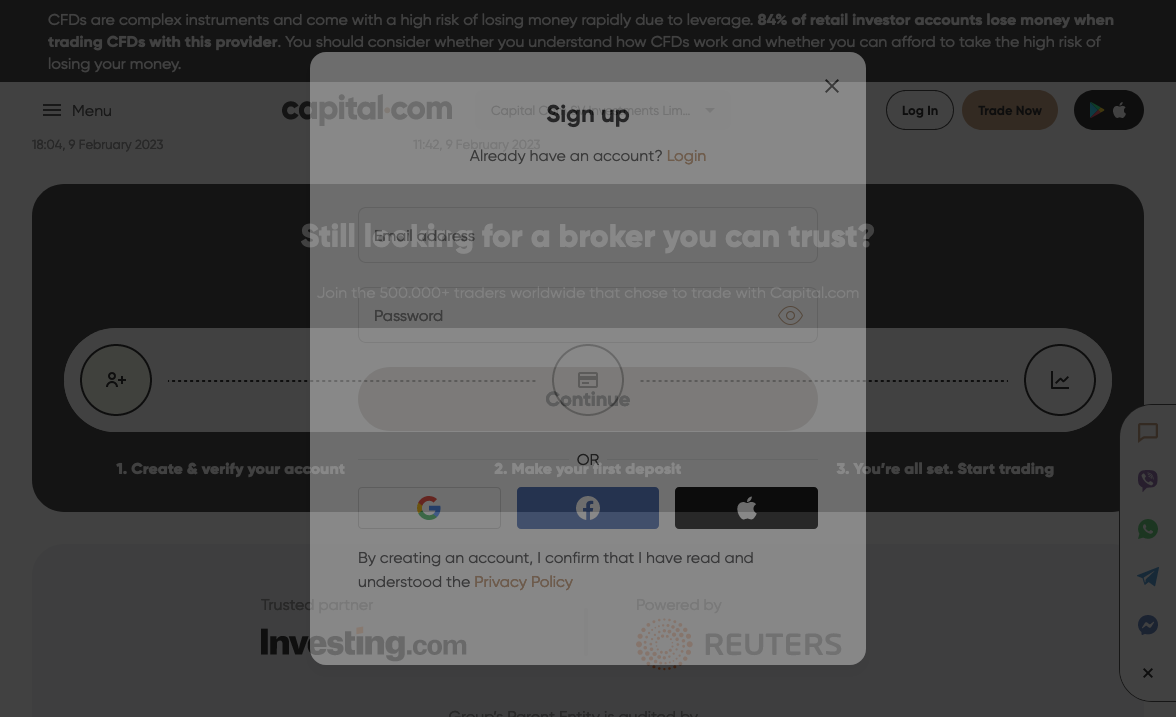 CFDs are complex instruments and come with a high risk of losing money rapidly due to leverage. 84% of retail investor accounts lose money when
trading CFDs with this provider. You should consider whether you understand how CFDs work and whether you can afford to take the high risk of
losing your money.
Menu
capital.com
Capital Com SV Investments Lim...
Log In
Trade Now
Sign up
18:04, 9 February 2023
11:42, 9 February 2023
Already have an account? Login
Still looking for a broker you can trust?
Email address
Join the 500.000+ traders worldwide that chose to trade with Capital.com
Password
Continue
OR
1. Create & verify your account
2. Make your first deposit
3. You're all set. Start trading
By creating an account, I confirm that I have read and
understood the Privacy Policy
Trusted partner
Powered by
Investing.com
REUTERS
Group's Parent Entity is audited by